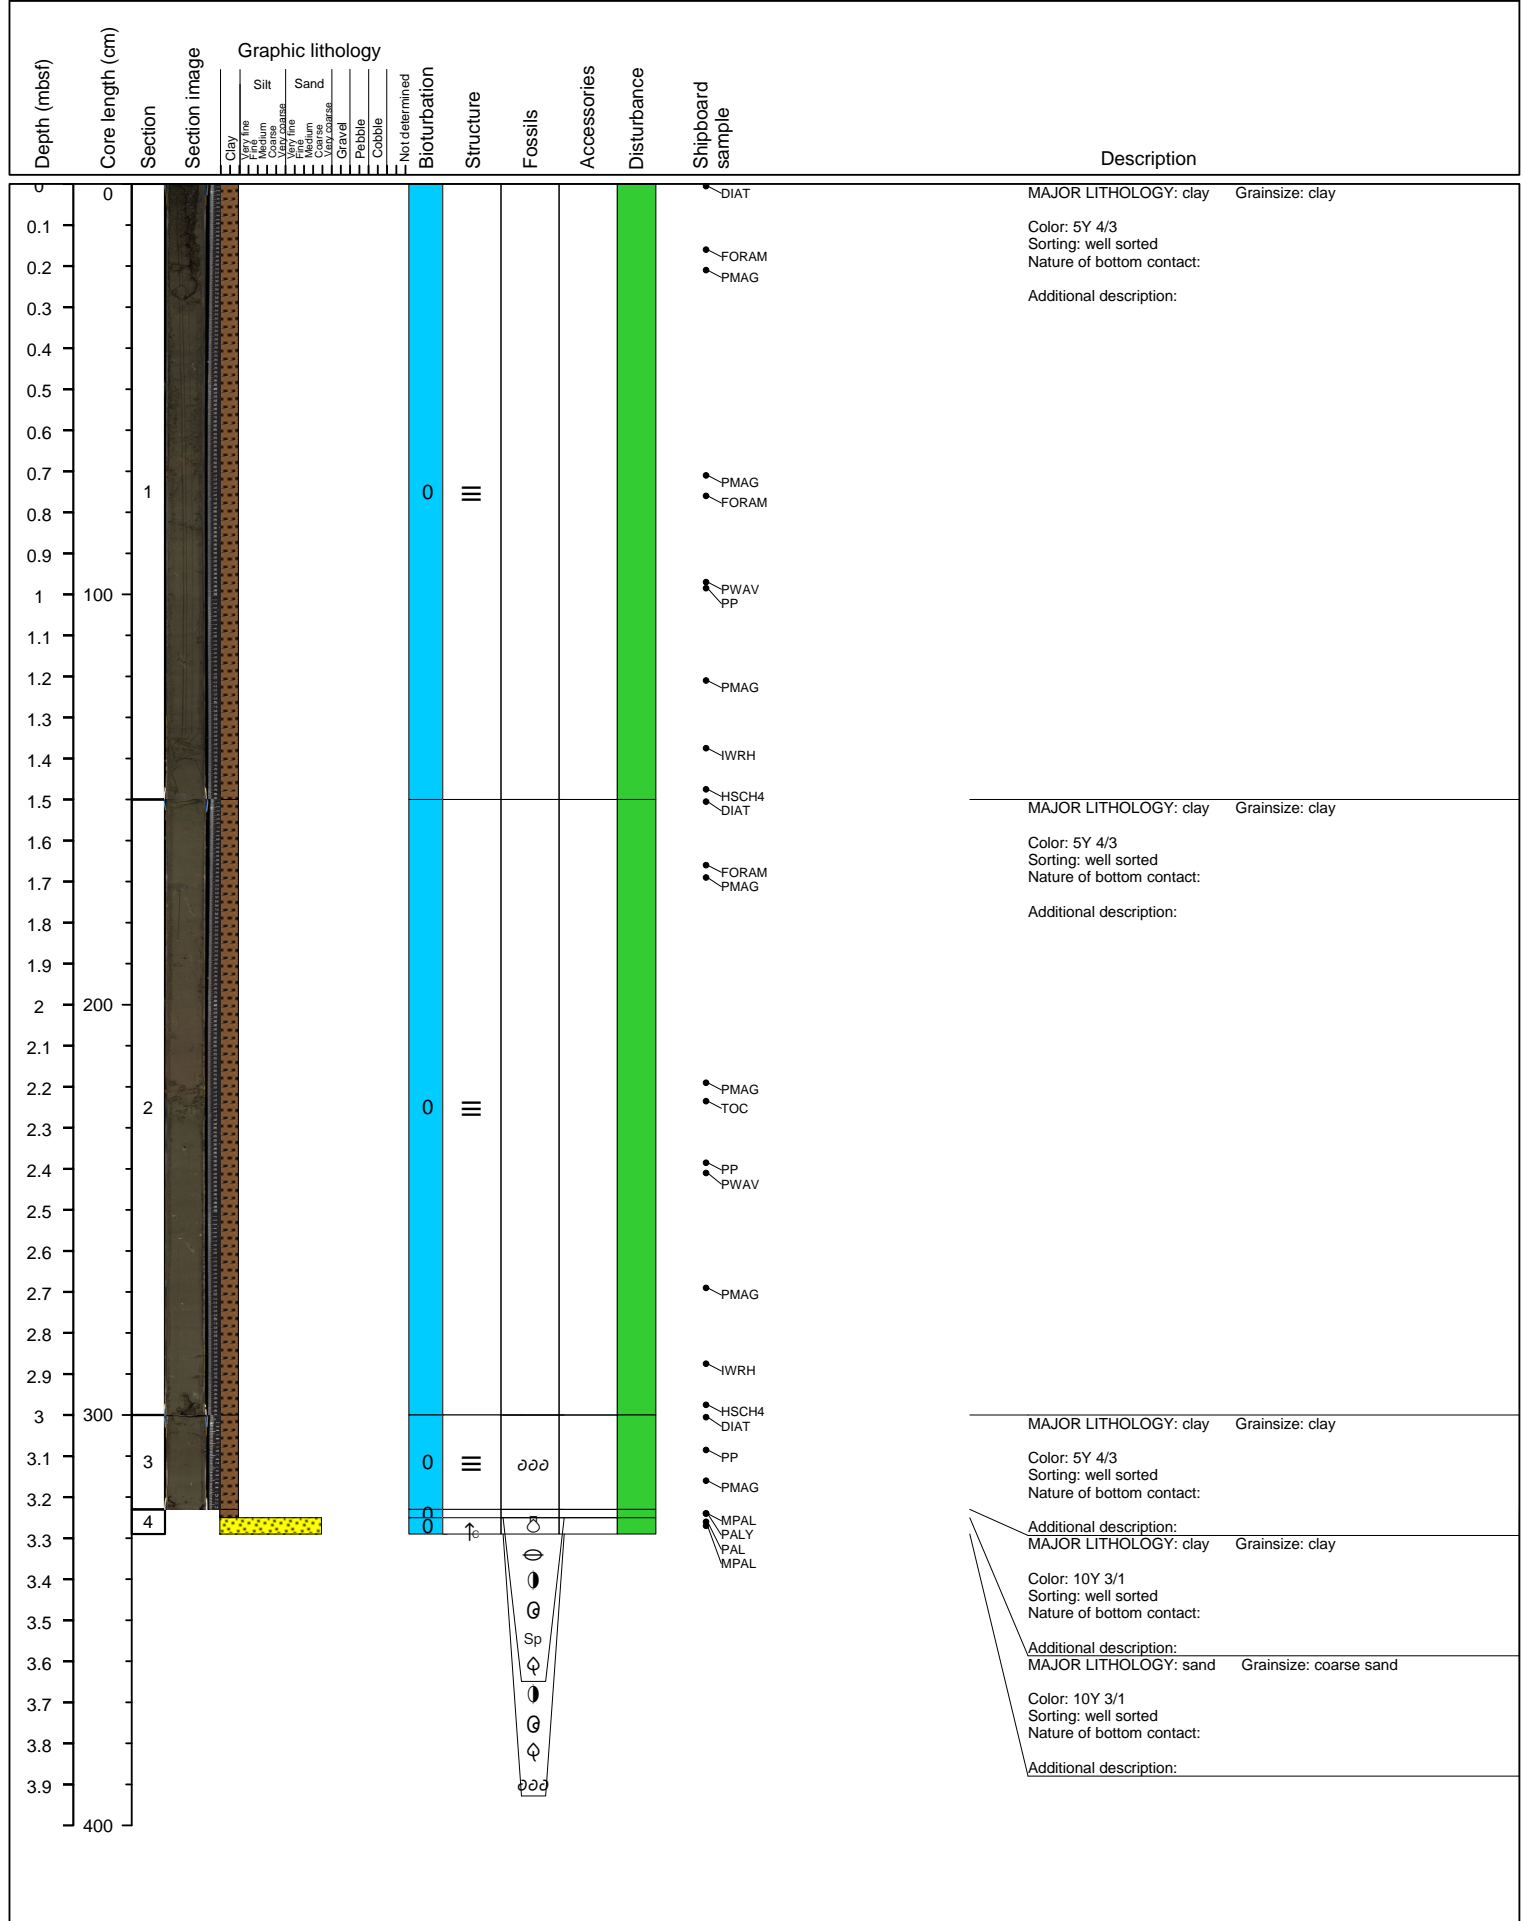 Depth (mbsf)
Core length (cm)
Section
Section image
Graphic lithology
Clay
Silt
Very fine
Fine
Medium
Coarse
Very coarse
Sand
Very fine
Fine
Medium
Coarse
Very coarse
Gravel
Pebble
Cobble
Not determined
Bioturbation
Structure
Fossils
Accessories
Disturbance
Shipboard
sample
Description
0
0.1
0.2
0.3
0.4
0.5
0.6
0.7
0.8
0.9
1
1.1
1.2
1.3
1.4
1.5
1.6
1.7
1.8
1.9
2
2.1
2.2
2.3
2.4
2.5
2.6
2.7
2.8
2.9
3
3.1
3.2
3.3
3.4
3.5
3.6
3.7
3.8
3.9
0
100
200
300
400
1
2
3
4
0
0
0
0
0
c
Sp
DIAT
FORAM
PMAG
PMAG
FORAM
PWAV
PP
PMAG
IWRH
HSCH4
DIAT
FORAM
PMAG
PMAG
TOC
PP
PWAV
PMAG
IWRH
HSCH4
DIAT
PP
PMAG
MPAL
PALY
PAL
MPAL
MAJOR LITHOLOGY: clay Grainsize: clay
Color: 5Y 4/3
Sorting: well sorted
Nature of bottom contact:
Additional description:
MAJOR LITHOLOGY: clay Grainsize: clay
Color: 5Y 4/3
Sorting: well sorted
Nature of bottom contact:
Additional description:
MAJOR LITHOLOGY: clay Grainsize: clay
Color: 5Y 4/3
Sorting: well sorted
Nature of bottom contact:
Additional description:
MAJOR LITHOLOGY: clay Grainsize: clay
Color: 10Y 3/1
Sorting: well sorted
Nature of bottom contact:
Additional description:
MAJOR LITHOLOGY: sand Grainsize: coarse sand
Color: 10Y 3/1
Sorting: well sorted
Nature of bottom contact:
Additional description: